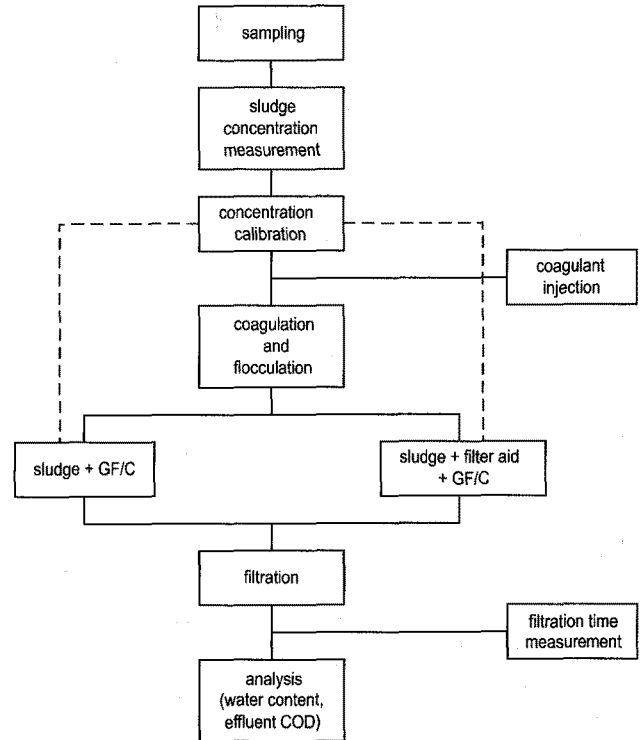 sampling
sludge
concentration
measurement
concentration
calibration
coagulant
injection
coagulation
and
flocculation
sludge + GF/C
sludge + filter aid
+ GF/C
filtration
filtration time
measurement
analysis
(water content,
effluent COD)